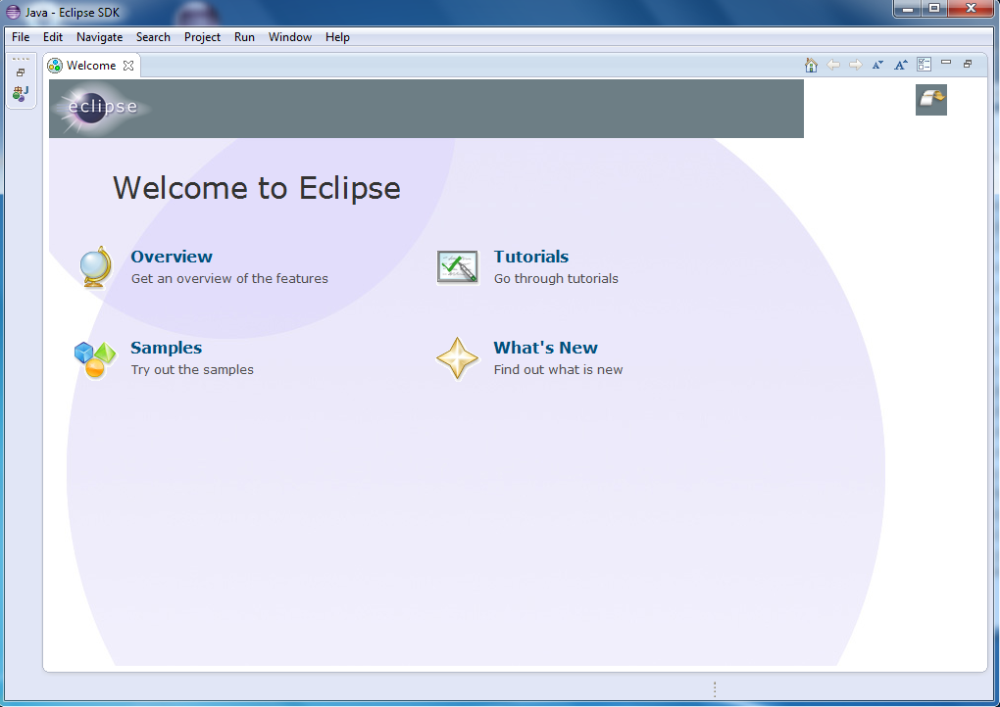 Java - Eclipse SDK
File Edit Navigate Search Project Run Window Help
Welcome
eclipse
Welcome to Eclipse
Overview
Get an overview of the features
Tutorials
Go through tutorials
Samples
Try out the samples
What's New
Find out what is new